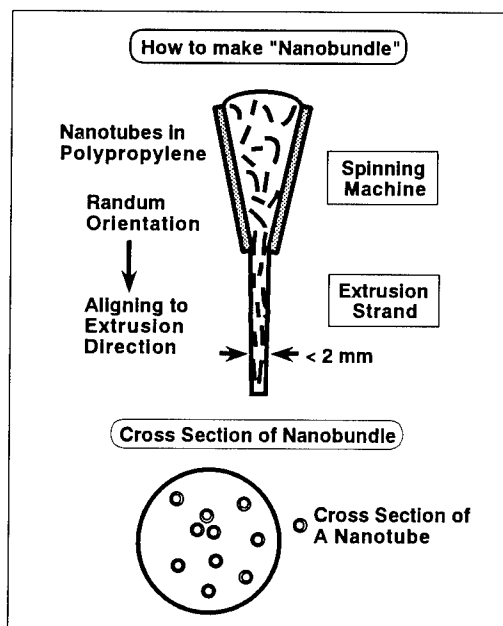 How to make "Nanobundle"
Nanotubes in
Polypropylene
Spinning
Machine
Randum
Orientation
Aligning to
Extrusion
Direction
Extrusion
Strand
< 2 mm
Cross Section of Nanobundle
Cross Section of
A Nanotube